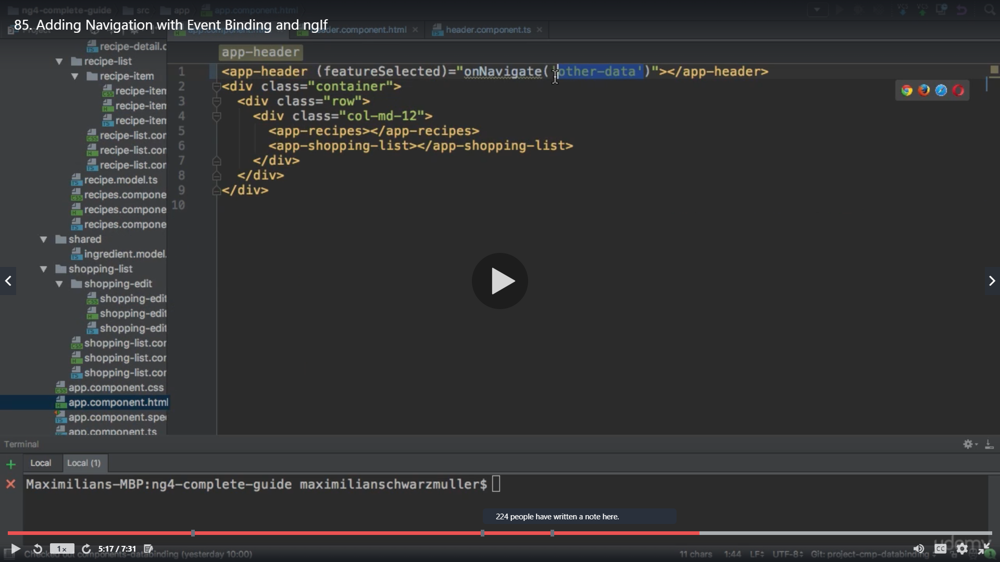 ng4-complete-guide src app app.component.html
85. Adding Navigation with Event Binding and ngIf
header.component.html
header.component.ts
recipe-detail.c
recipe-list
recipe-item
recipe-item
recipe-item
recipe-item
recipe-list.cor
recipe-list.cor
recipe-list.cor
recipe.model.ts
recipes.compone
recipes.compone
recipes.compone
shared
ingredient.model.
shopping-list
shopping-edit
shopping-edit
shopping-edit
shopping-edit
shopping-list.cor
shopping-list.cor
shopping-list.cor
app.component.css
app.component.html
app.component.spe
app.component.ts
app-header
1 <app-header (featureSelected)="onNavigate('other-data')"></app-header>
2 <div class="container">
3 <div class="row">
4 <div class="col-md-12">
5 <app-recipes></app-recipes>
6 <app-shopping-list></app-shopping-list>
7 </div>
8 </div>
9 </div>
10
Terminal
Local Local (1)
Maximilians-MBP:ng4-complete-guide maximilianschwarzmuller$
224 people have written a note here.
1x 5:17 / 7:31
CC
udemy
Checked out components-databinding (yesterday 10:00)
11 chars 1:44 LF UTF-8 Git: project-cmp-databinding